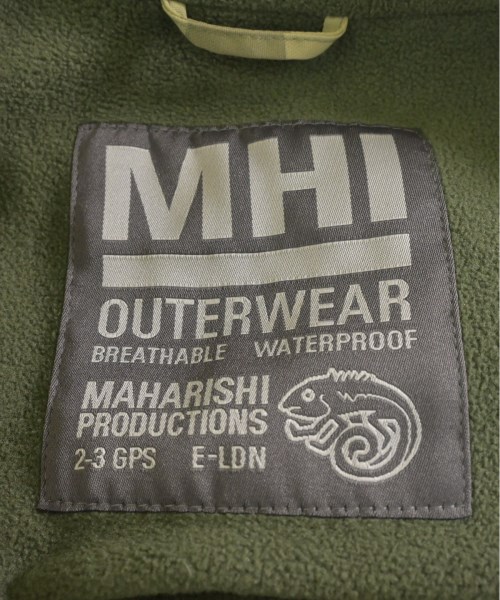 MHI
OUTERWEAR
BREATHABLE WATERPROOF
MAHARISHI
PRODUCTIONS
2-3 GPS E-LDN